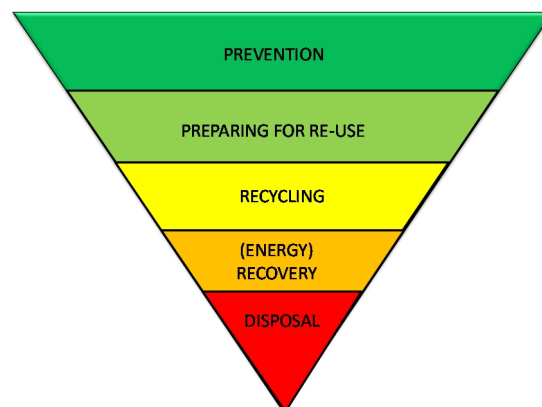 PREVENTION
PREPARING FOR RE-USE
RECYCLING
(ENERGY)
RECOVERY
DISPOSAL